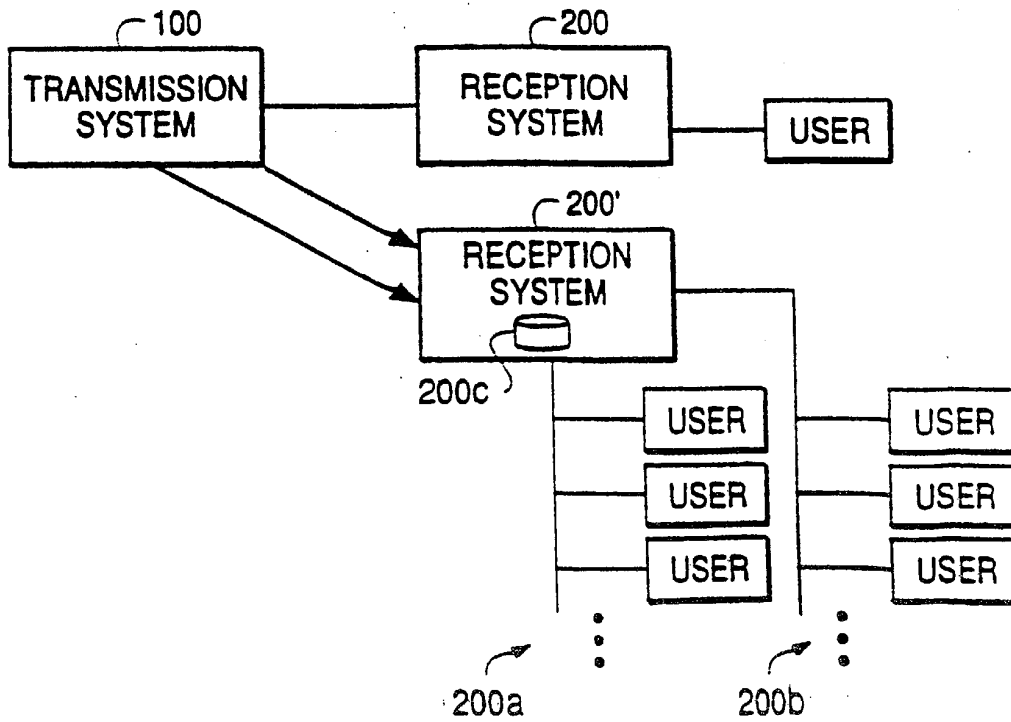 100
TRANSMISSION
SYSTEM
200
RECEPTION
SYSTEM
USER
200'
RECEPTION
SYSTEM
200c
USER
USER
USER
USER
USER
USER
200a
200b